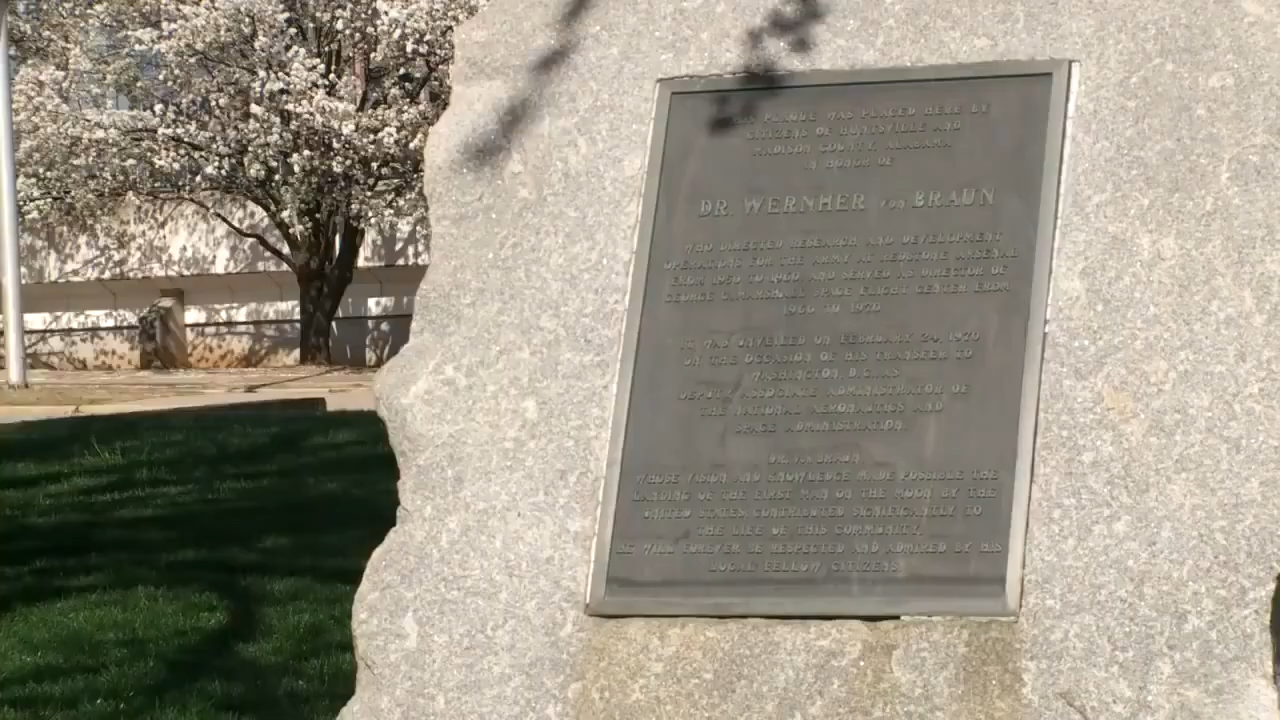 THIS PLAQUE WAS PLACED HERE BY
CITIZENS OF HUNTSVILLE AND
MADISON COUNTY, ALABAMA
IN HONOR OF
DR. WERNHER VON BRAUN
WHO DIRECTED RESEARCH AND DEVELOPMENT
OPERATIONS FOR THE ARMY AT REDSTONE ARSENAL
FROM 1950 TO 1960 AND SERVED AS DIRECTOR OF
GEORGE C. MARSHALL SPACE FLIGHT CENTER FROM
1960 TO 1970
IT WAS UNVEILED ON FEBRUARY 24, 1970
ON THE OCCASION OF HIS TRANSFER TO
WASHINGTON, D.C. AS
DEPUTY ASSOCIATE ADMINISTRATOR OF
THE NATIONAL AERONAUTICS AND
SPACE ADMINISTRATION.
DR. VON BRAUN
WHOSE VISION AND KNOWLEDGE MADE POSSIBLE THE
LANDING OF THE FIRST MAN ON THE MOON BY THE
UNITED STATES, CONTRIBUTED SIGNIFICANTLY TO
THE LIFE OF THIS COMMUNITY.
HE WILL FOREVER BE RESPECTED AND ADMIRED BY HIS
LOCAL FELLOW CITIZENS.